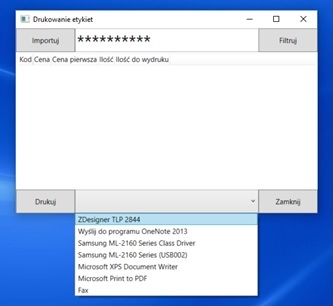 Drukowanie etykiet
Importuj ********** Filtruj
Kod Cena Cena pierwsza Ilość Ilość do wydruku
Drukuj Zamknij
ZDesigner TLP 2844
Wyślij do programu OneNote 2013
Samsung ML-2160 Series Class Driver
Samsung ML-2160 Series (USB002)
Microsoft XPS Document Writer
Microsoft Print to PDF
Fax